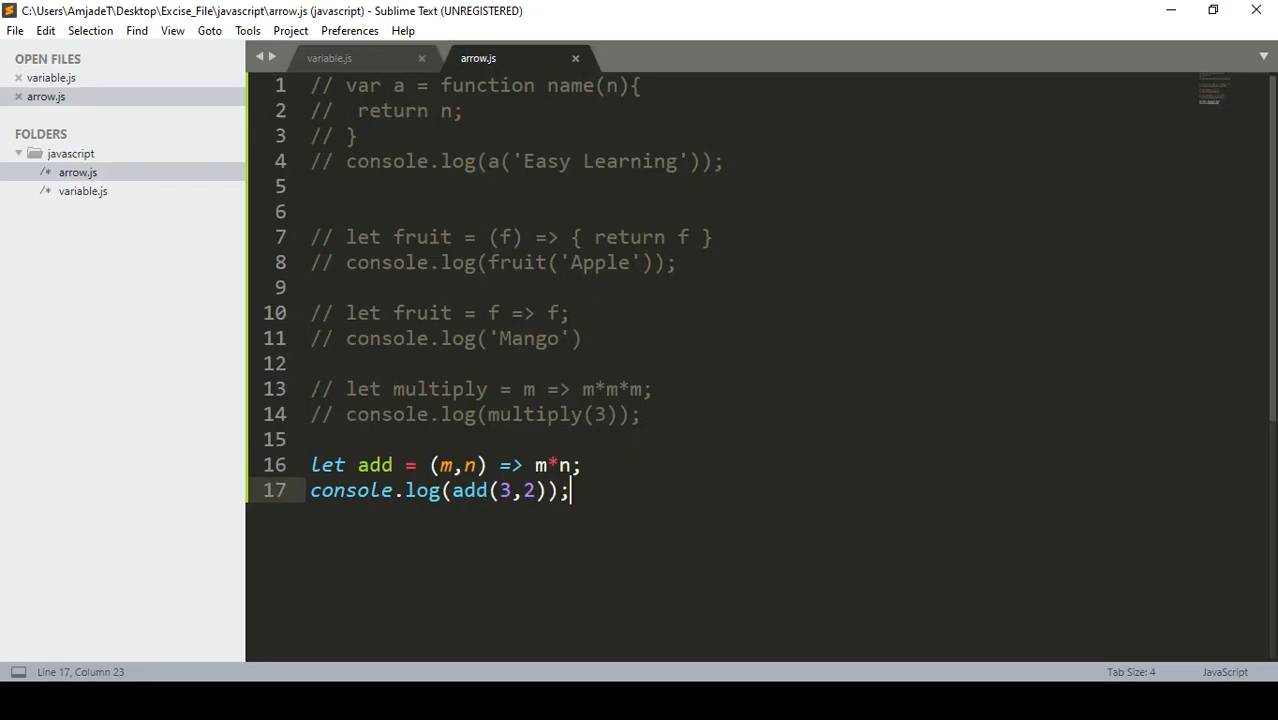 C:\Users\AmjadeT\Desktop\Excise_File\javascript\arrow.js (javascript) - Sublime Text (UNREGISTERED)
File Edit Selection Find View Goto Tools Project Preferences Help
OPEN FILES
variable.js
arrow.js
FOLDERS
javascript
/* arrow.js
/* variable.js
variable.js arrow.js
1 // var a = function name(n){
2 //  return n;
3 // }
4 // console.log(a('Easy Learning'));
5
6
7 // let fruit = (f) => { return f }
8 // console.log(fruit('Apple'));
9
10 // let fruit = f => f;
11 // console.log('Mango')
12
13 // let multiply = m => m*m*m;
14 // console.log(multiply(3));
15
16 let add = (m,n) => m*n;
17 console.log(add(3,2));
Line 17, Column 23 Tab Size: 4 JavaScript